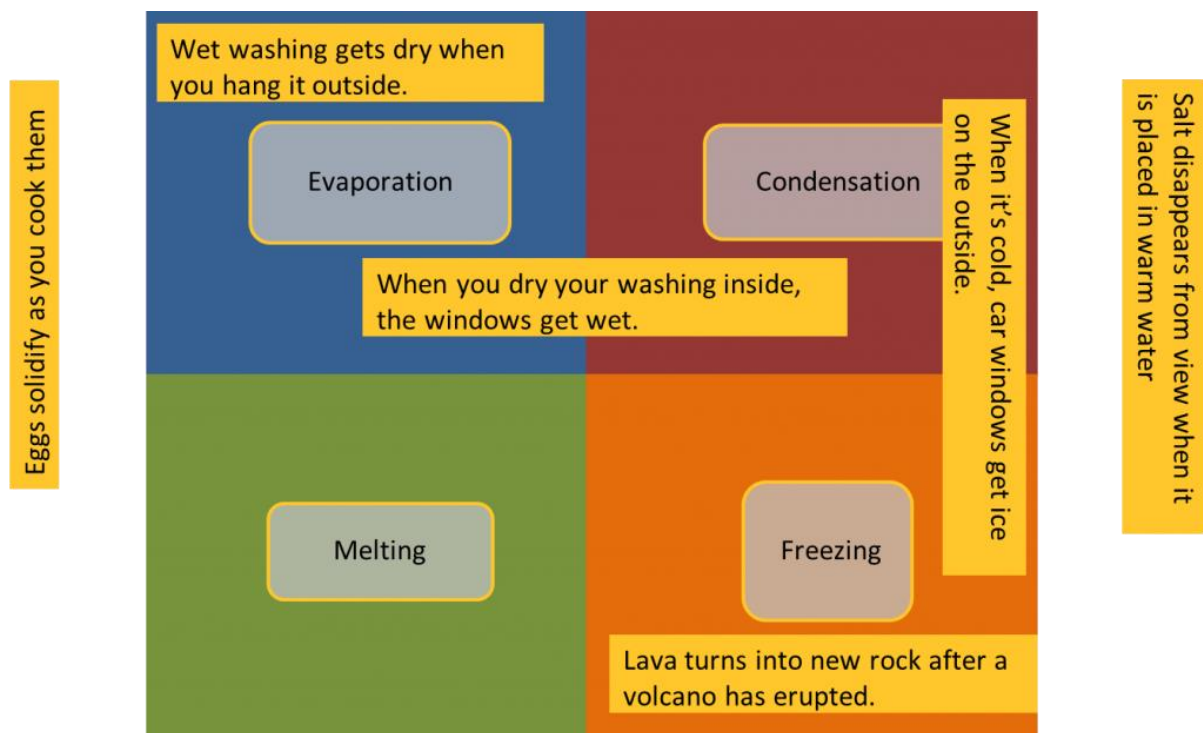 Wet washing gets dry when
you hang it outside.
Eggs solidify as you cook them
Evaporation
Condensation
When it's cold, car windows get ice
on the outside.
Salt disappears from view when it
is placed in warm water
When you dry your washing inside,
the windows get wet.
Melting
Freezing
Lava turns into new rock after a
volcano has erupted.